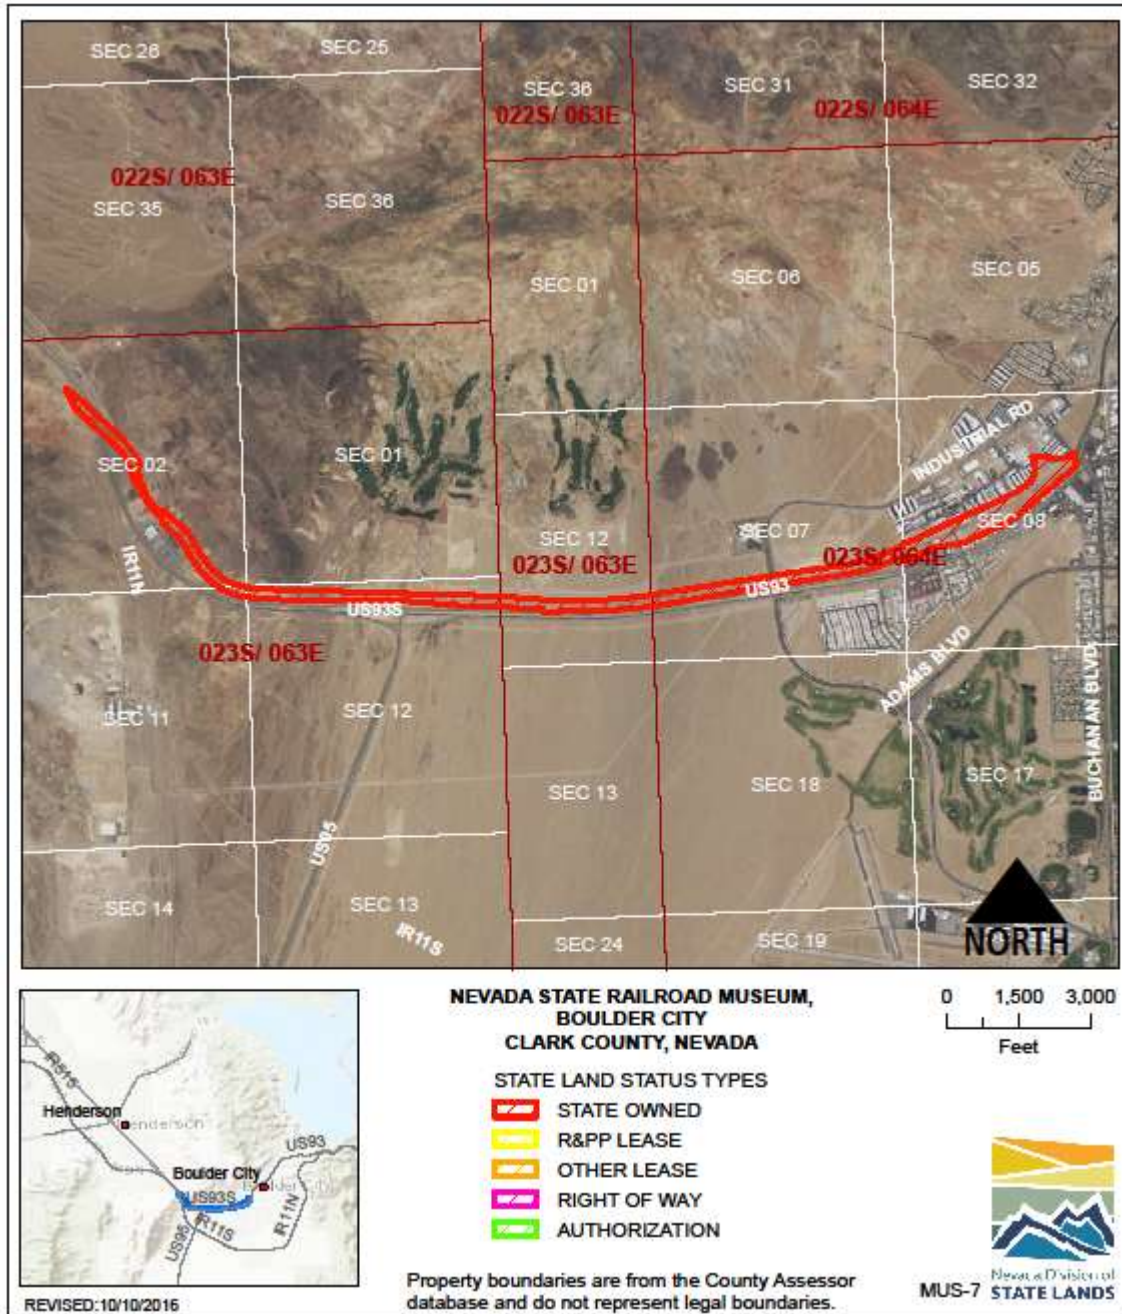 SEC 26
SEC 25
SEC 36
SEC 31
SEC 32
022S/ 063E
022S/ 064E
022S/ 063E
SEC 35
SEC 36
SEC 01
SEC 06
SEC 05
INDUSTRIAL RD
SEC 02
SEC 01
SEC 12
SEC 07
SEC 08
023S/ 063E
023S/ 064E
IR11N
US93S
US93
023S/ 063E
ADAMS BLVD
BUCHANAN BLVD
SEC 11
SEC 12
SEC 13
SEC 18
SEC 17
US95
SEC 14
SEC 13
IR11S
SEC 24
SEC 19
NORTH
NEVADA STATE RAILROAD MUSEUM,
BOULDER CITY
CLARK COUNTY, NEVADA
0 1,500 3,000
Feet
STATE LAND STATUS TYPES
STATE OWNED
R&PP LEASE
OTHER LEASE
RIGHT OF WAY
AUTHORIZATION
IR515
Henderson
Henderson
US93
Boulder City
US93S
IR11N
IR11S
US95
Property boundaries are from the County Assessor
database and do not represent legal boundaries.
MUS-7
Nevada Division of
STATE LANDS
REVISED:10/10/2016